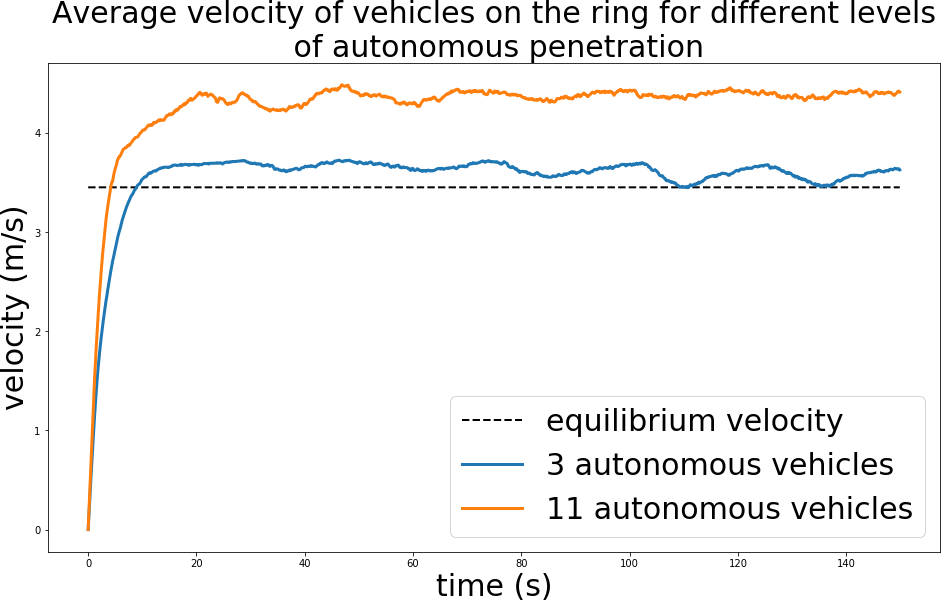 Average velocity of vehicles on the ring for different levels
of autonomous penetration
velocity (m/s)
4
3
2
1
0
equilibrium velocity
3 autonomous vehicles
11 autonomous vehicles
0 20 40 60 80 100 120 140
time (s)